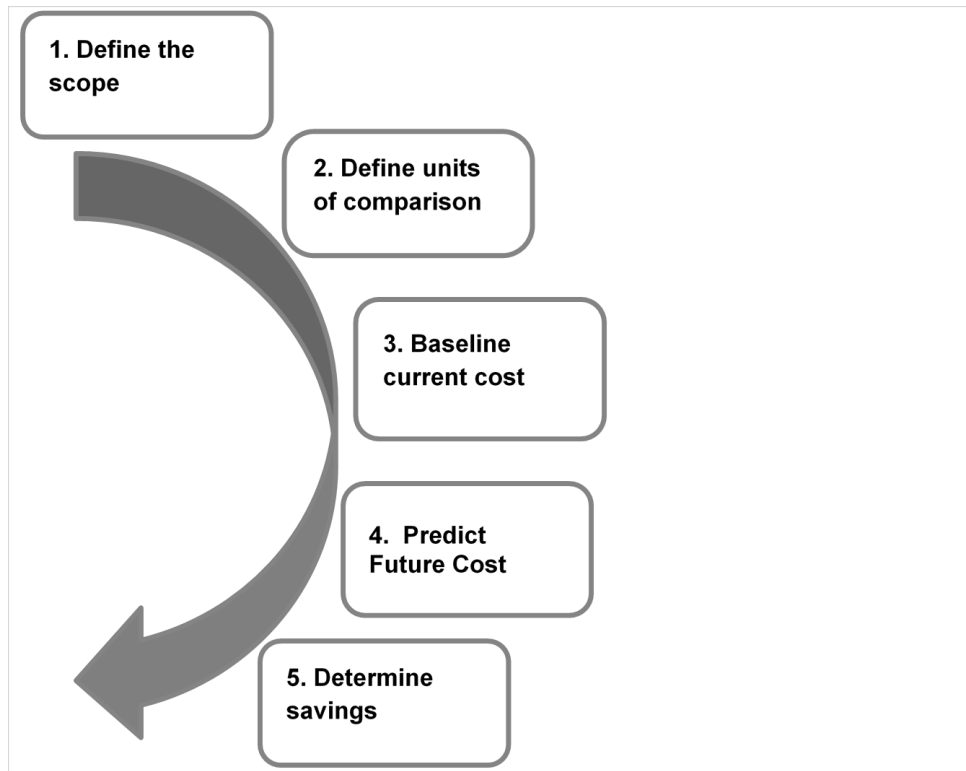 1. Define the
scope
2. Define units
of comparison
3. Baseline
current cost
4.  Predict
Future Cost
5. Determine
savings